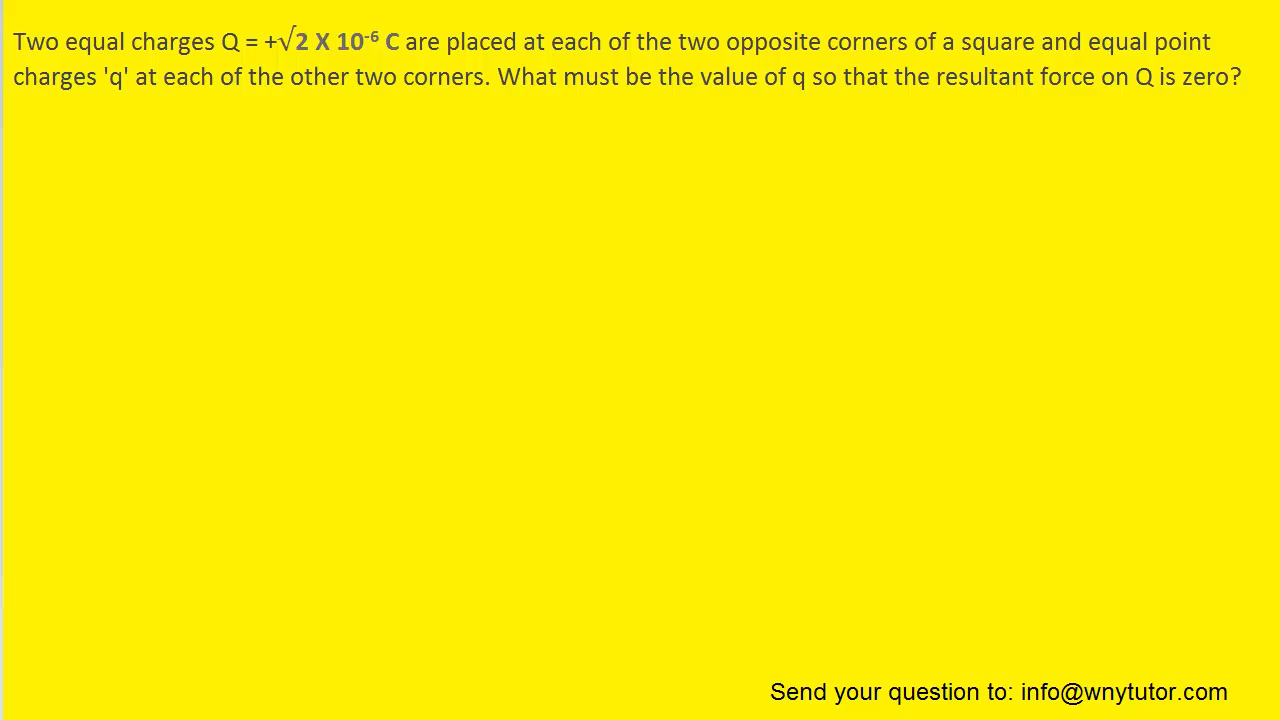 Two equal charges Q = +√2 X 10⁻⁶ C are placed at each of the two opposite corners of a square and equal point
charges 'q' at each of the other two corners. What must be the value of q so that the resultant force on Q is zero?
Send your question to: info@wnytutor.com